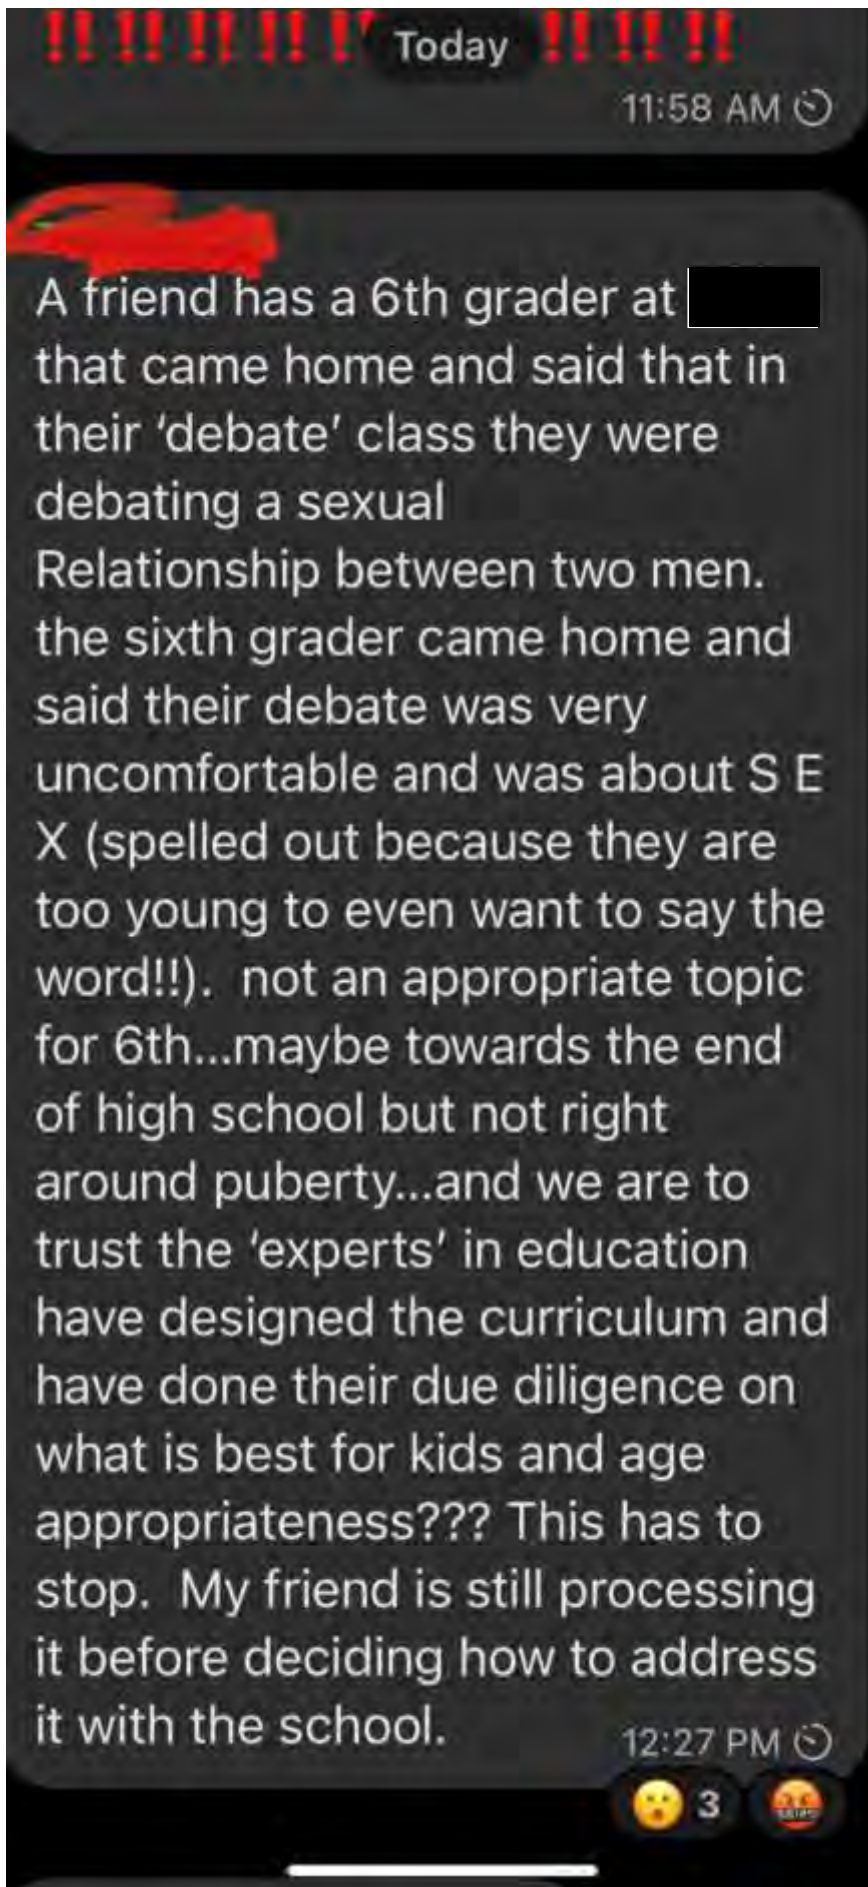 ‼️‼️‼️‼️‼️ Today ‼️‼️‼️
11:58 AM
A friend has a 6th grader at
that came home and said that in
their ‘debate’ class they were
debating a sexual
Relationship between two men.
the sixth grader came home and
said their debate was very
uncomfortable and was about S E
X (spelled out because they are
too young to even want to say the
word!!).  not an appropriate topic
for 6th...maybe towards the end
of high school but not right
around puberty...and we are to
trust the ‘experts’ in education
have designed the curriculum and
have done their due diligence on
what is best for kids and age
appropriateness??? This has to
stop.  My friend is still processing
it before deciding how to address
it with the school.
12:27 PM
😮 3 🤬